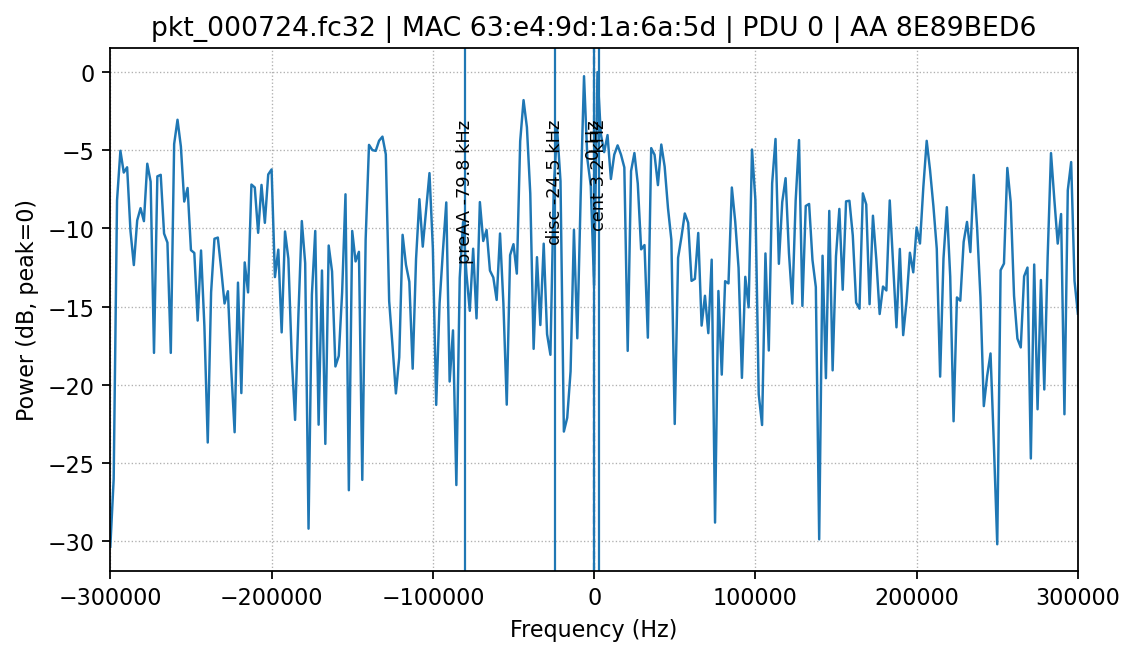 pkt_000724.fc32 | MAC 63:e4:9d:1a:6a:5d | PDU 0 | AA 8E89BED6
Power (dB, peak=0)
0
−5
−10
−15
−20
−25
−30
preAA -79.8 kHz
disc -24.5 kHz
0 Hz
cent 3.2 kHz
−300000
−200000
−100000
0
100000
200000
300000
Frequency (Hz)